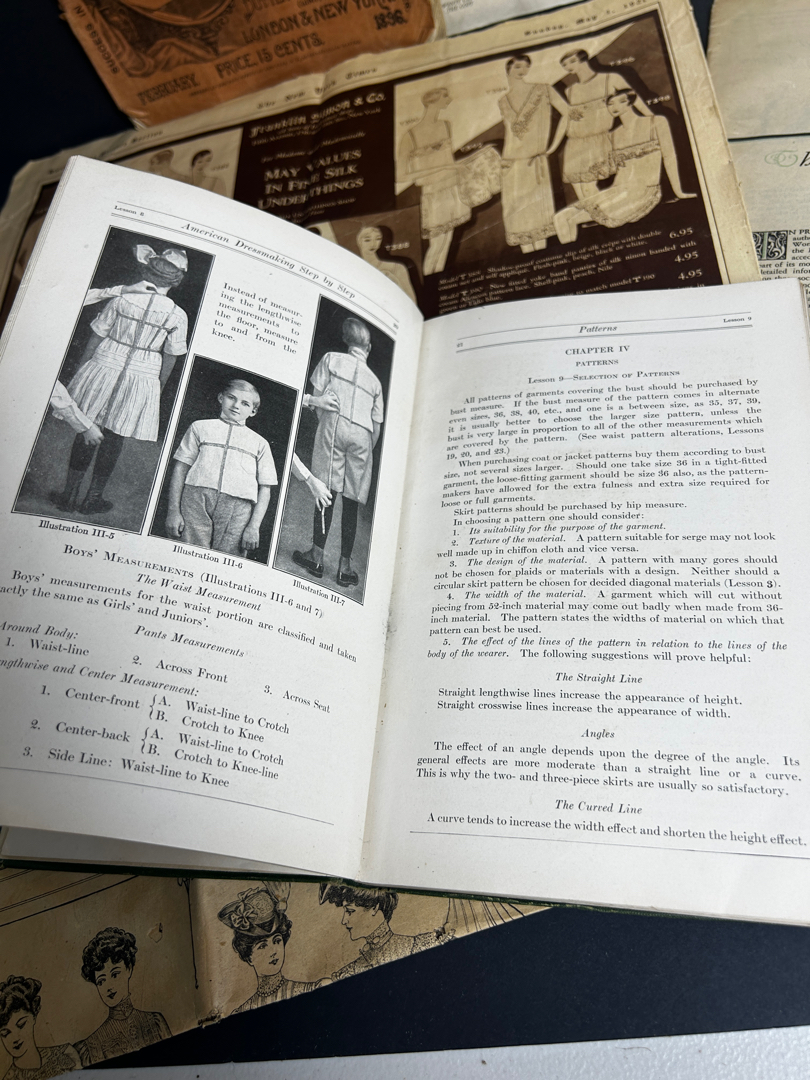 SUCCESS IN
LONDON & NEW YORK
1896.
FEBRUARY. PRICE 15 CENTS.
The New York Times
Sunday, May
Franklin Simon & Co.
MAY VALUES
IN FINE SILK
UNDERTHINGS
6.95
4.95
4.95
Lesson 8
American Dressmaking Step by Step
Instead of measur-
ing the lengthwise
measurements to
the floor, measure
to and from the
knee.
Illustration III-5
Illustration III-6
Illustration III-7
Boys' Measurements (Illustrations III-6 and 7)
The Waist Measurement
Boys' measurements for the waist portion are classified and taken
actly the same as Girls' and Juniors'.
Pants Measurements
Around Body:
1. Waist-line
2. Across Front
3. Across Seat
ngthwise and Center Measurement:
1. Center-front {A. Waist-line to Crotch
{B. Crotch to Knee
2. Center-back {A. Waist-line to Crotch
{B. Crotch to Knee-line
3. Side Line: Waist-line to Knee
Patterns
Lesson 9
CHAPTER IV
PATTERNS
Lesson 9—Selection of Patterns
All patterns of garments covering the bust should be purchased by
bust measure. If the bust measure of the pattern comes in alternate
even sizes, 36, 38, 40, etc., and one is a between size, as 35, 37, 39,
it is usually better to choose the larger size pattern, unless the
bust is very large in proportion to all of the other measurements which
are covered by the pattern. (See waist pattern alterations, Lessons
19, 20, and 23.)
When purchasing coat or jacket patterns buy them according to bust
size, not several sizes larger. Should one take size 36 in a tight-fitted
garment, the loose-fitting garment should be size 36 also, as the pattern-
makers have allowed for the extra fulness and extra size required for
loose or full garments.
Skirt patterns should be purchased by hip measure.
In choosing a pattern one should consider:
1. Its suitability for the purpose of the garment.
2. Texture of the material. A pattern suitable for serge may not look
well made up in chiffon cloth and vice versa.
3. The design of the material. A pattern with many gores should
not be chosen for plaids or materials with a design. Neither should a
circular skirt pattern be chosen for decided diagonal materials (Lesson 3).
4. The width of the material. A garment which will cut without
piecing from 52-inch material may come out badly when made from 36-
inch material. The pattern states the widths of material on which that
pattern can best be used.
5. The effect of the lines of the pattern in relation to the lines of the
body of the wearer. The following suggestions will prove helpful:
The Straight Line
Straight lengthwise lines increase the appearance of height.
Straight crosswise lines increase the appearance of width.
Angles
The effect of an angle depends upon the degree of the angle. Its
general effects are more moderate than a straight line or a curve.
This is why the two- and three-piece skirts are usually so satisfactory.
The Curved Line
A curve tends to increase the width effect and shorten the height effect.